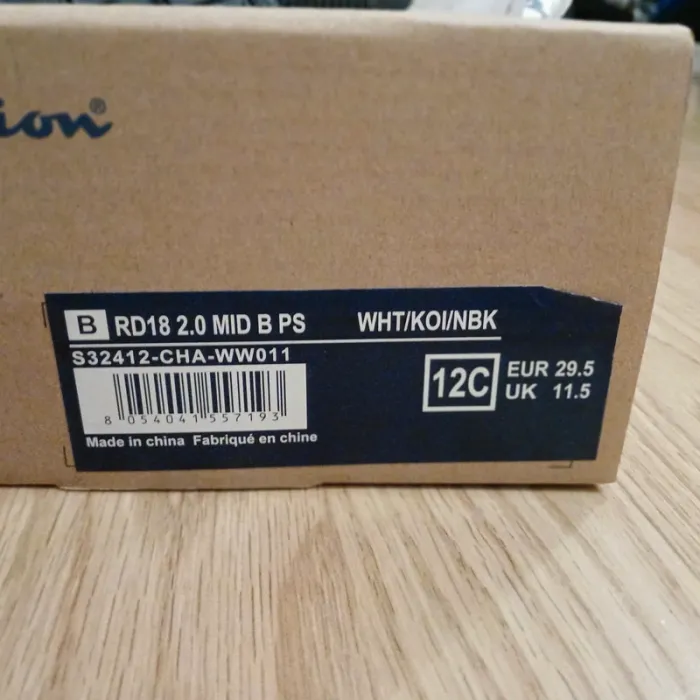 ion®
B RD18 2.0 MID B PS WHT/KOI/NBK
S32412-CHA-WW011
12C
EUR 29.5
UK 11.5
8 054041 557193
Made in china Fabriqué en chine